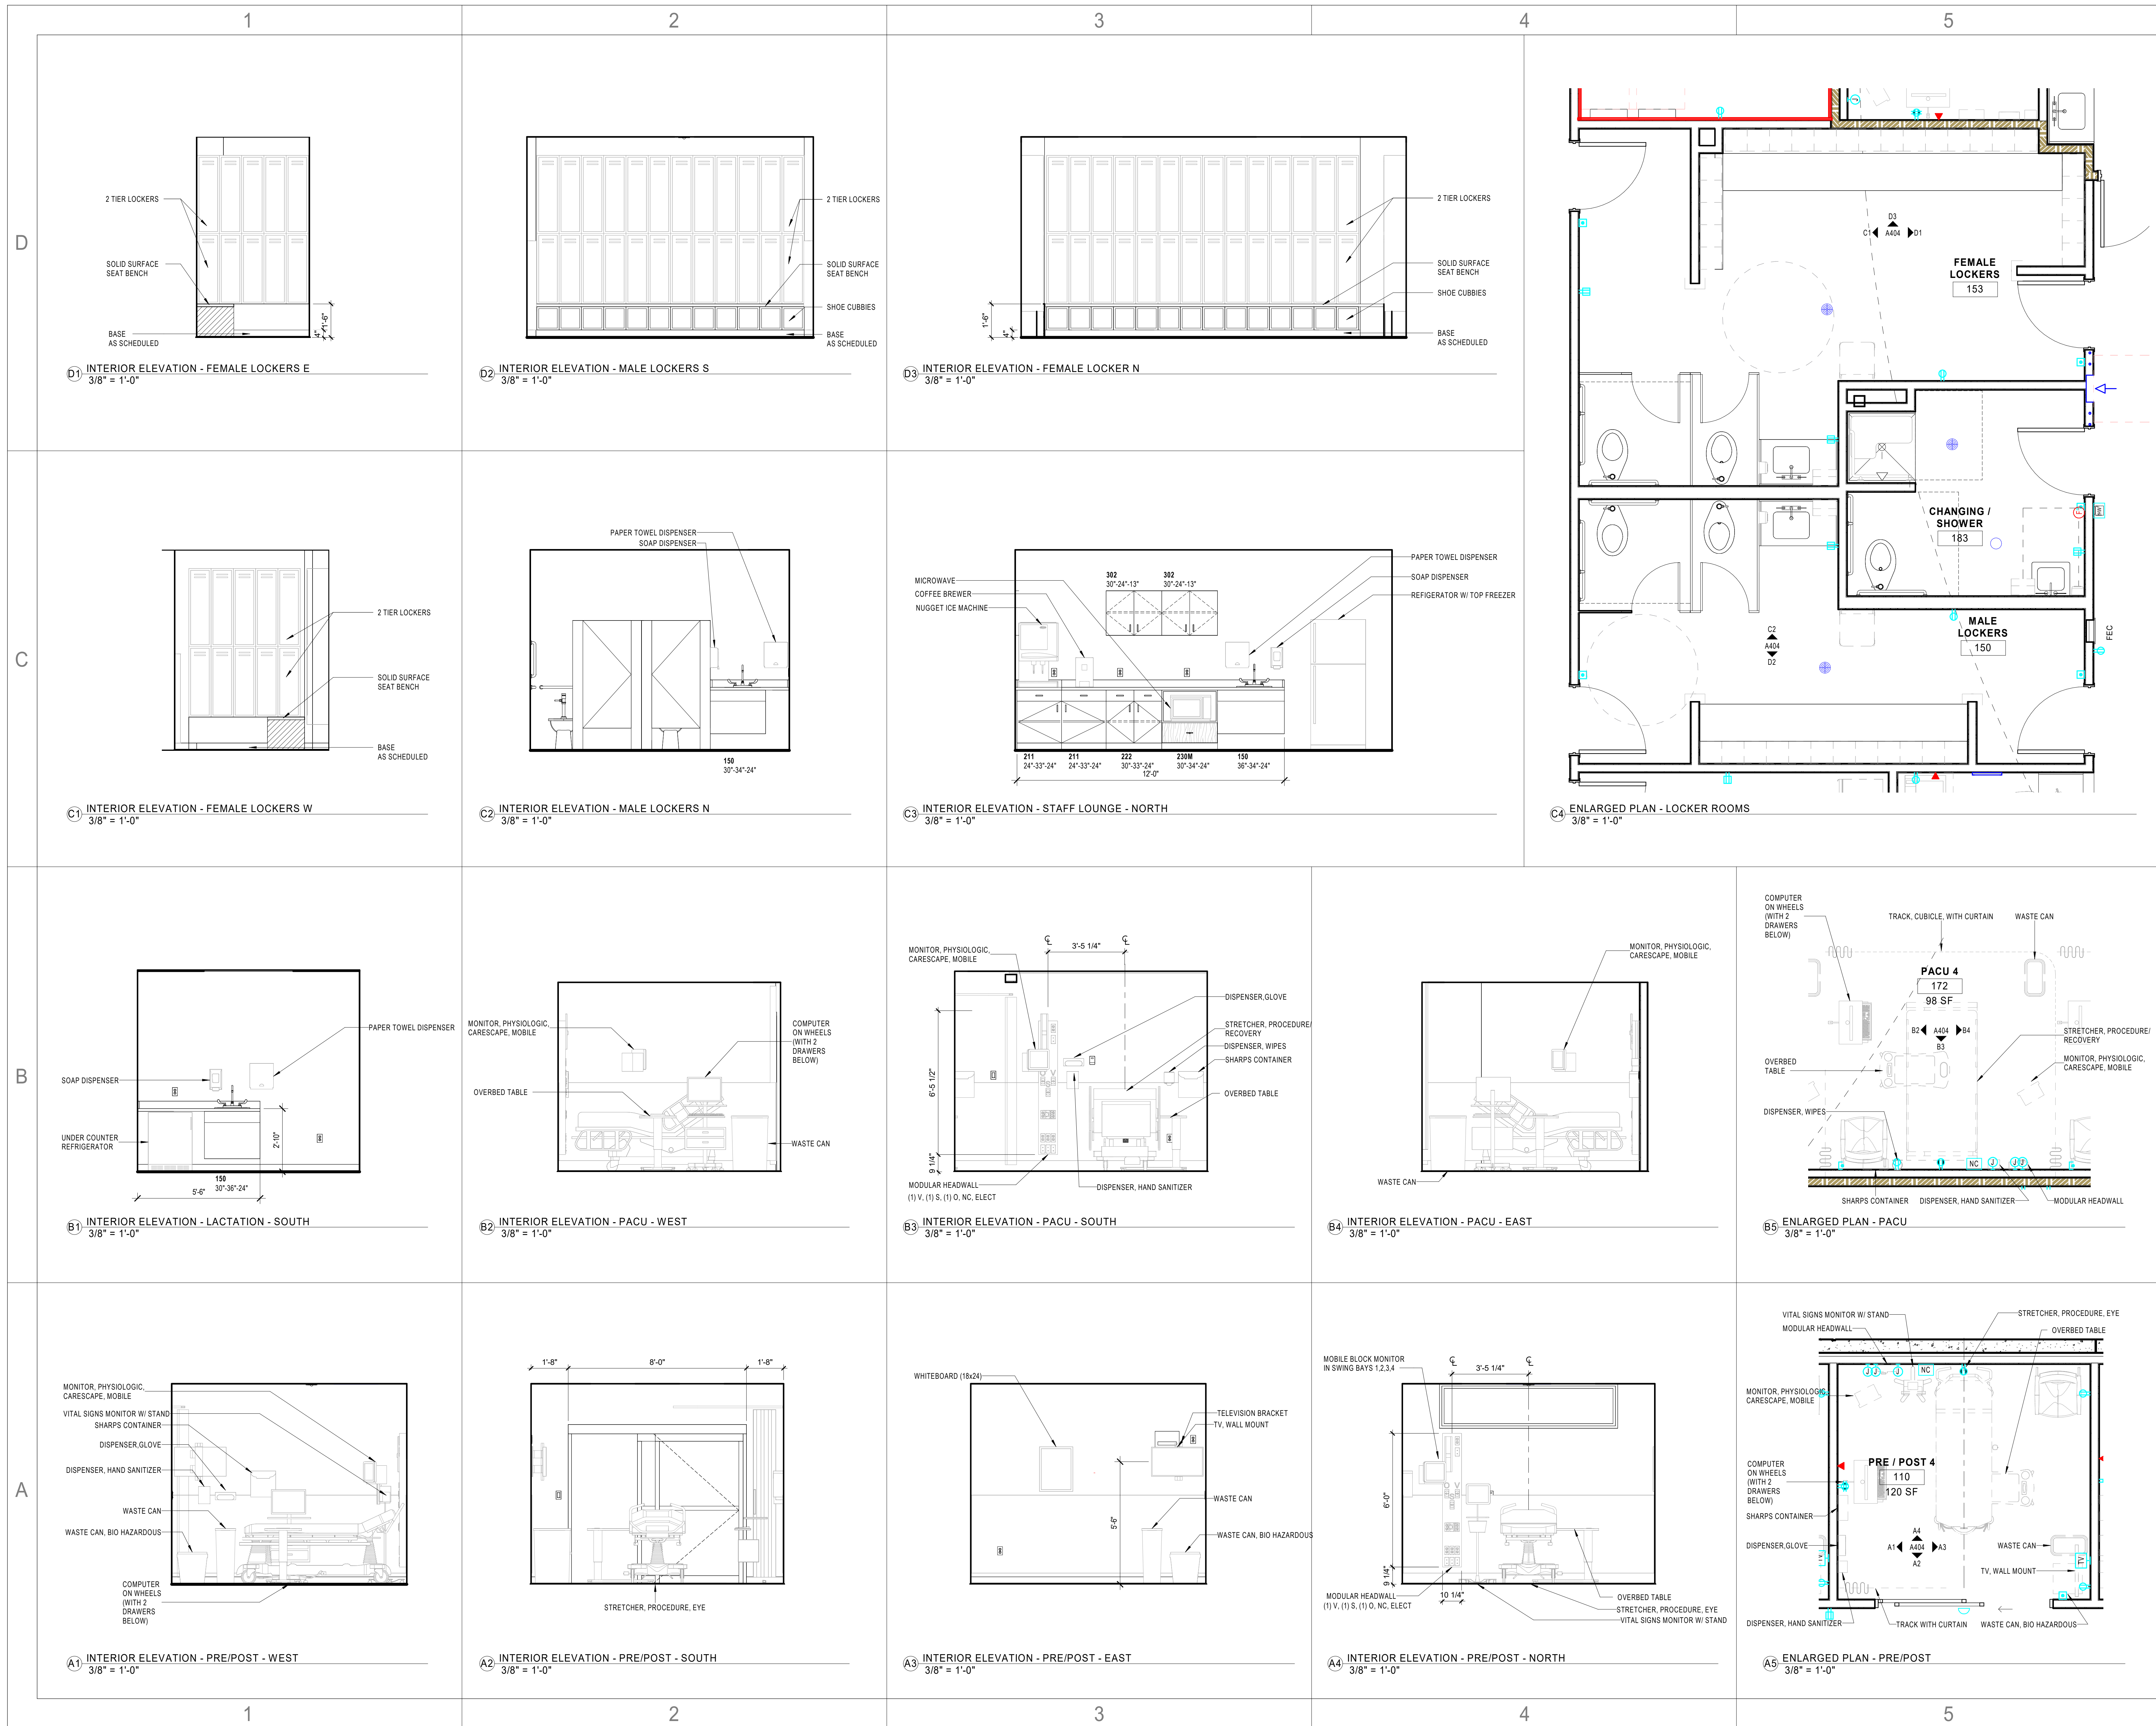 1
2
3
4
5
D
2 TIER LOCKERS
SOLID SURFACE
SEAT BENCH
BASE
AS SCHEDULED
4"
1'-6"
D1
INTERIOR ELEVATION - FEMALE LOCKERS E
3/8" = 1'-0"
2 TIER LOCKERS
SOLID SURFACE
SEAT BENCH
SHOE CUBBIES
BASE
AS SCHEDULED
D2
INTERIOR ELEVATION - MALE LOCKERS S
3/8" = 1'-0"
2 TIER LOCKERS
SOLID SURFACE
SEAT BENCH
SHOE CUBBIES
BASE
AS SCHEDULED
1'-6"
4"
D3
INTERIOR ELEVATION - FEMALE LOCKER N
3/8" = 1'-0"
J
D3
C1 A404 D1
FEMALE
LOCKERS
153
CHANGING /
SHOWER
183
MALE
LOCKERS
150
C2
A404
D2
FEC
C4
ENLARGED PLAN - LOCKER ROOMS
3/8" = 1'-0"
C
2 TIER LOCKERS
SOLID SURFACE
SEAT BENCH
BASE
AS SCHEDULED
C1
INTERIOR ELEVATION - FEMALE LOCKERS W
3/8" = 1'-0"
PAPER TOWEL DISPENSER
SOAP DISPENSER
150
30"-34"-24"
C2
INTERIOR ELEVATION - MALE LOCKERS N
3/8" = 1'-0"
MICROWAVE
COFFEE BREWER
NUGGET ICE MACHINE
302
30"-24"-13"
302
30"-24"-13"
PAPER TOWEL DISPENSER
SOAP DISPENSER
REFIGERATOR W/ TOP FREEZER
211
24"-33"-24"
211
24"-33"-24"
222
30"-33"-24"
230M
30"-34"-24"
150
36"-34"-24"
12'-0"
C3
INTERIOR ELEVATION - STAFF LOUNGE - NORTH
3/8" = 1'-0"
B
PAPER TOWEL DISPENSER
SOAP DISPENSER
UNDER COUNTER
REFRIGERATOR
2'-10"
150
30"-36"-24"
5'-6"
B1
INTERIOR ELEVATION - LACTATION - SOUTH
3/8" = 1'-0"
MONITOR, PHYSIOLOGIC,
CARESCAPE, MOBILE
OVERBED TABLE
COMPUTER
ON WHEELS
(WITH 2
DRAWERS
BELOW)
WASTE CAN
B2
INTERIOR ELEVATION - PACU - WEST
3/8" = 1'-0"
MONITOR, PHYSIOLOGIC,
CARESCAPE, MOBILE
3'-5 1/4"
DISPENSER,GLOVE
STRETCHER, PROCEDURE/
RECOVERY
DISPENSER, WIPES
SHARPS CONTAINER
OVERBED TABLE
6'-5 1/2"
9 1/4"
MODULAR HEADWALL
(1) V, (1) S, (1) O, NC, ELECT
DISPENSER, HAND SANITIZER
B3
INTERIOR ELEVATION - PACU - SOUTH
3/8" = 1'-0"
MONITOR, PHYSIOLOGIC,
CARESCAPE, MOBILE
WASTE CAN
B4
INTERIOR ELEVATION - PACU - EAST
3/8" = 1'-0"
COMPUTER
ON WHEELS
(WITH 2
DRAWERS
BELOW)
TRACK, CUBICLE, WITH CURTAIN
WASTE CAN
PACU 4
172
98 SF
B2 A404 B4
B3
STRETCHER, PROCEDURE/
RECOVERY
MONITOR, PHYSIOLOGIC,
CARESCAPE, MOBILE
OVERBED
TABLE
DISPENSER, WIPES
NC J J J
SHARPS CONTAINER
DISPENSER, HAND SANITIZER
MODULAR HEADWALL
B5
ENLARGED PLAN - PACU
3/8" = 1'-0"
A
MONITOR, PHYSIOLOGIC,
CARESCAPE, MOBILE
VITAL SIGNS MONITOR W/ STAND
SHARPS CONTAINER
DISPENSER,GLOVE
DISPENSER, HAND SANITIZER
WASTE CAN
WASTE CAN, BIO HAZARDOUS
COMPUTER
ON WHEELS
(WITH 2
DRAWERS
BELOW)
A1
INTERIOR ELEVATION - PRE/POST - WEST
3/8" = 1'-0"
1'-8"
8'-0"
1'-8"
STRETCHER, PROCEDURE, EYE
A2
INTERIOR ELEVATION - PRE/POST - SOUTH
3/8" = 1'-0"
WHITEBOARD (18x24)
TELEVISION BRACKET
TV, WALL MOUNT
5'-6"
WASTE CAN
WASTE CAN, BIO HAZARDOUS
A3
INTERIOR ELEVATION - PRE/POST - EAST
3/8" = 1'-0"
MOBILE BLOCK MONITOR
IN SWING BAYS 1,2,3,4
3'-5 1/4"
6'-0"
9 1/4"
10 1/4"
MODULAR HEADWALL
(1) V, (1) S, (1) O, NC, ELECT
OVERBED TABLE
STRETCHER, PROCEDURE, EYE
VITAL SIGNS MONITOR W/ STAND
A4
INTERIOR ELEVATION - PRE/POST - NORTH
3/8" = 1'-0"
VITAL SIGNS MONITOR W/ STAND
STRETCHER, PROCEDURE, EYE
MODULAR HEADWALL
OVERBED TABLE
J J J NC
MONITOR, PHYSIOLOGIC,
CARESCAPE, MOBILE
PRE / POST 4
110
120 SF
COMPUTER
ON WHEELS
(WITH 2
DRAWERS
BELOW)
SHARPS CONTAINER
DISPENSER,GLOVE
A4
A1 A404 A3
A2
WASTE CAN
TV
TV
TV, WALL MOUNT
DISPENSER, HAND SANITIZER
TRACK WITH CURTAIN
WASTE CAN, BIO HAZARDOUS
A5
ENLARGED PLAN - PRE/POST
3/8" = 1'-0"
1
2
3
4
5